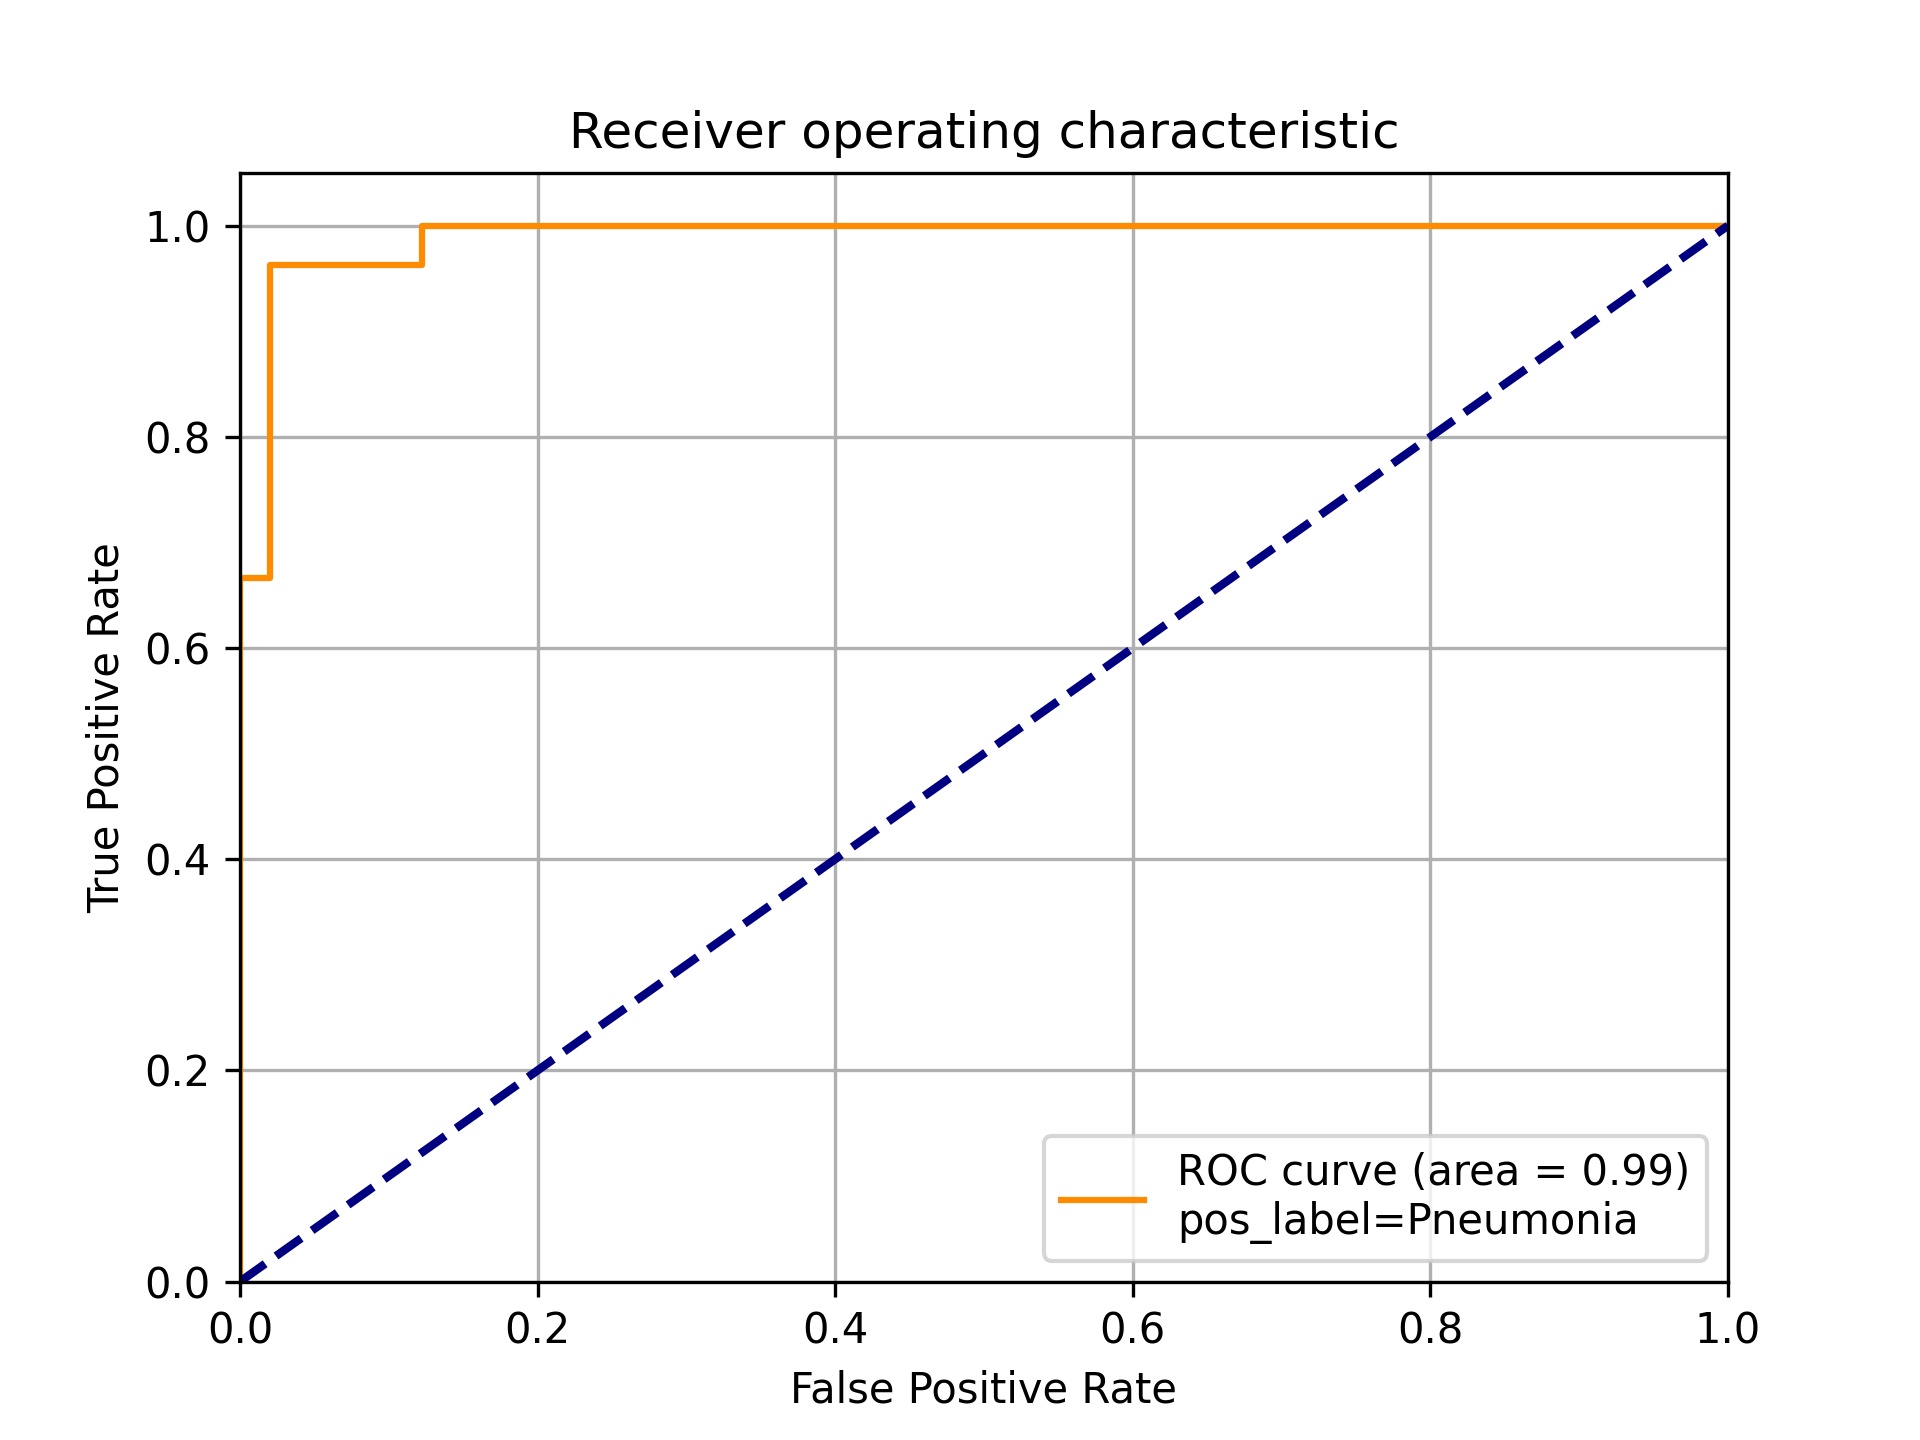 Receiver operating characteristic
True Positive Rate
1.0
0.8
0.6
0.4
0.2
0.0
0.0 0.2 0.4 0.6 0.8 1.0
False Positive Rate
ROC curve (area = 0.99)
pos_label=Pneumonia